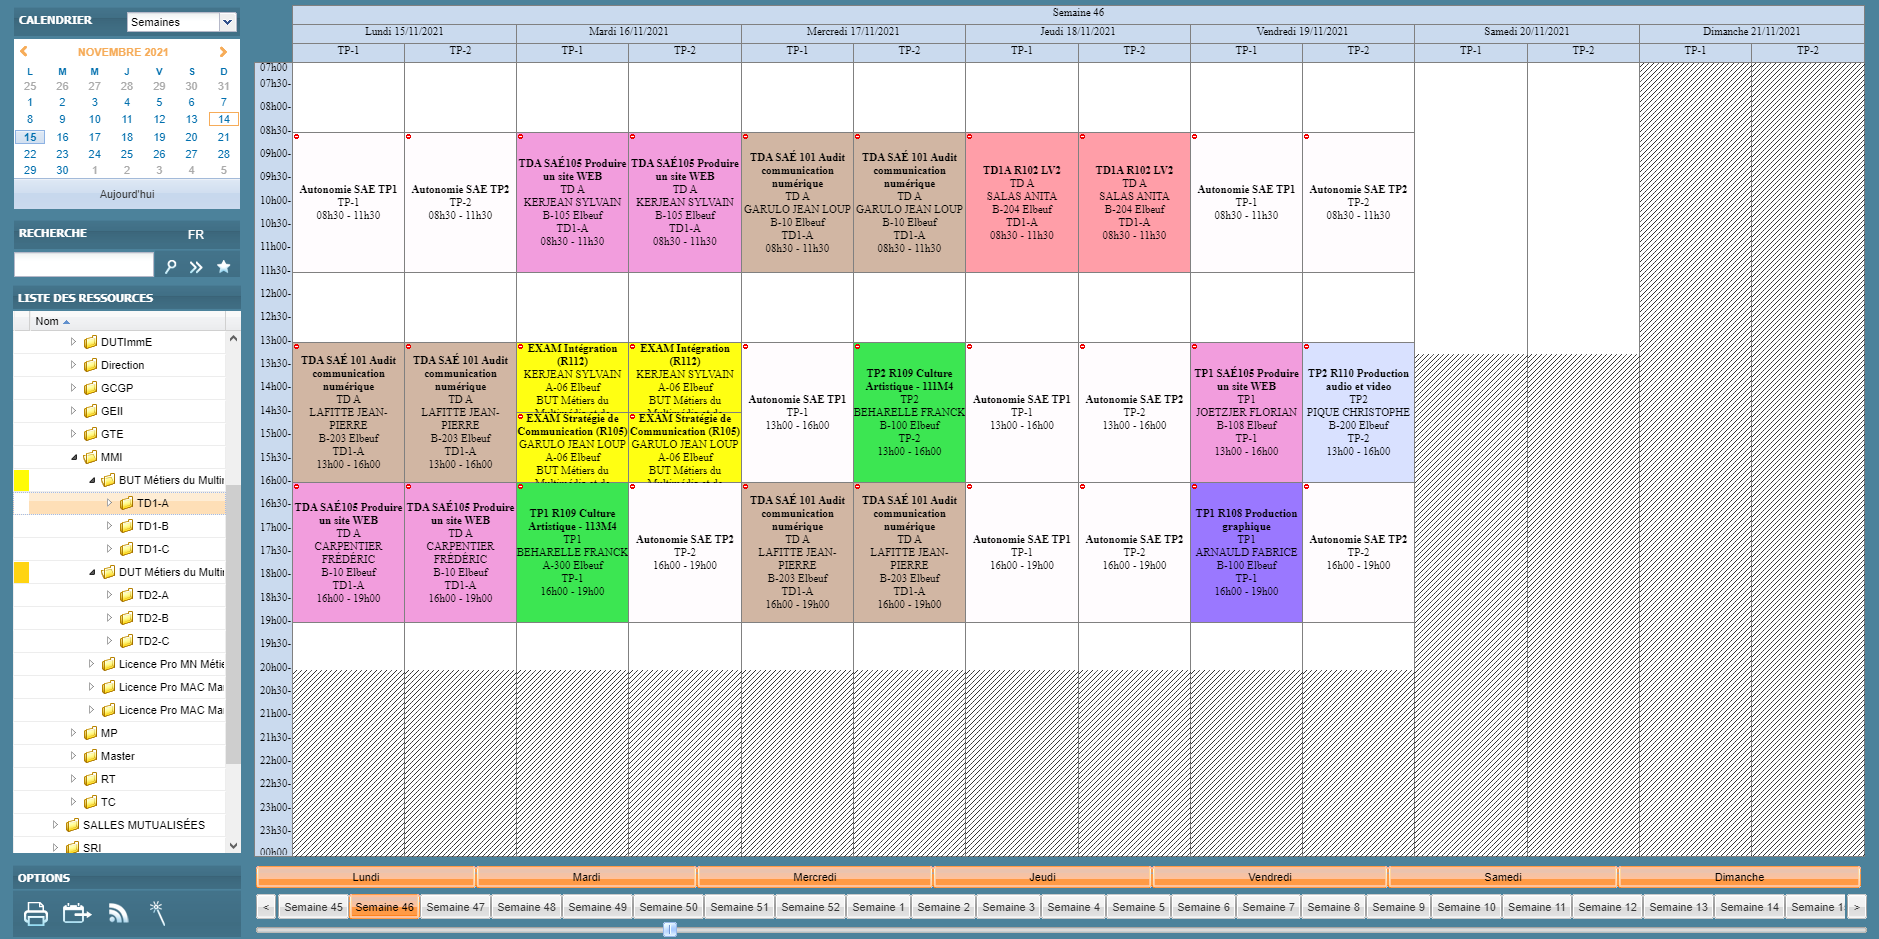 CALENDRIER
Semaines
NOVEMBRE 2021
L M M J V S D
25 26 27 28 29 30 31
1 2 3 4 5 6 7
8 9 10 11 12 13 14
15 16 17 18 19 20 21
22 23 24 25 26 27 28
29 30 1 2 3 4 5
Aujourd'hui
RECHERCHE FR
LISTE DES RESSOURCES
Nom
DUTImmE
Direction
GCGP
GEII
GTE
MMI
BUT Métiers du Multi
TD1-A
TD1-B
TD1-C
DUT Métiers du Multi
TD2-A
TD2-B
TD2-C
Licence Pro MN Métie
Licence Pro MAC Ma
Licence Pro MAC Ma
MP
Master
RT
TC
SALLES MUTUALISÉES
SRI
OPTIONS
Semaine 46
Lundi 15/11/2021 Mardi 16/11/2021 Mercredi 17/11/2021 Jeudi 18/11/2021 Vendredi 19/11/2021 Samedi 20/11/2021 Dimanche 21/11/2021
TP-1 TP-2 TP-1 TP-2 TP-1 TP-2 TP-1 TP-2 TP-1 TP-2 TP-1 TP-2 TP-1 TP-2
07h00
07h30-
08h00-
08h30-
09h00-
09h30-
10h00-
10h30-
11h00-
11h30-
12h00-
12h30-
13h00-
13h30-
14h00-
14h30-
15h00-
15h30-
16h00-
16h30-
17h00-
17h30-
18h00-
18h30-
19h00-
19h30-
20h00-
20h30-
21h00-
21h30-
22h00-
22h30-
23h00-
23h30-
00h00
Autonomie SAE TP1
TP-1
08h30 - 11h30
Autonomie SAE TP2
TP-2
08h30 - 11h30
TDA SAÉ105 Produire
un site WEB
TD A
KERJEAN SYLVAIN
B-105 Elbeuf
TD1-A
08h30 - 11h30
TDA SAÉ105 Produire
un site WEB
TD A
KERJEAN SYLVAIN
B-105 Elbeuf
TD1-A
08h30 - 11h30
TDA SAÉ 101 Audit
communication
numérique
TD A
GARULO JEAN LOUP
B-10 Elbeuf
TD1-A
08h30 - 11h30
TDA SAÉ 101 Audit
communication
numérique
TD A
GARULO JEAN LOUP
B-10 Elbeuf
TD1-A
08h30 - 11h30
TD1A R102 LV2
TD A
SALAS ANITA
B-204 Elbeuf
TD1-A
08h30 - 11h30
TD1A R102 LV2
TD A
SALAS ANITA
B-204 Elbeuf
TD1-A
08h30 - 11h30
Autonomie SAE TP1
TP-1
08h30 - 11h30
Autonomie SAE TP2
TP-2
08h30 - 11h30
TDA SAÉ 101 Audit
communication
numérique
TD A
LAFITTE JEAN-
PIERRE
B-203 Elbeuf
TD1-A
13h00 - 16h00
TDA SAÉ 101 Audit
communication
numérique
TD A
LAFITTE JEAN-
PIERRE
B-203 Elbeuf
TD1-A
13h00 - 16h00
EXAM Intégration
(R112)
KERJEAN SYLVAIN
A-06 Elbeuf
BUT Métiers du
EXAM Intégration
(R112)
KERJEAN SYLVAIN
A-06 Elbeuf
BUT Métiers du
EXAM Stratégie de
Communication (R105)
GARULO JEAN LOUP
A-06 Elbeuf
BUT Métiers du
EXAM Stratégie de
Communication (R105)
GARULO JEAN LOUP
A-06 Elbeuf
BUT Métiers du
Autonomie SAE TP1
TP-1
13h00 - 16h00
TP2 R109 Culture
Artistique - 111M4
TP2
BEHARELLE FRANCK
B-100 Elbeuf
TP-2
13h00 - 16h00
Autonomie SAE TP1
TP-1
13h00 - 16h00
Autonomie SAE TP2
TP-2
13h00 - 16h00
TP1 SAÉ105 Produire
un site WEB
TP1
JOETZJER FLORIAN
B-108 Elbeuf
TP-1
13h00 - 16h00
TP2 R110 Production
audio et video
TP2
PIQUE CHRISTOPHE
B-200 Elbeuf
TP-2
13h00 - 16h00
TDA SAÉ105 Produire
un site WEB
TD A
CARPENTIER
FRÉDÉRIC
B-10 Elbeuf
TD1-A
16h00 - 19h00
TDA SAÉ105 Produire
un site WEB
TD A
CARPENTIER
FRÉDÉRIC
B-10 Elbeuf
TD1-A
16h00 - 19h00
TP1 R109 Culture
Artistique - 113M4
TP1
BEHARELLE FRANCK
A-300 Elbeuf
TP-1
16h00 - 19h00
Autonomie SAE TP2
TP-2
16h00 - 19h00
TDA SAÉ 101 Audit
communication
numérique
TD A
LAFITTE JEAN-
PIERRE
B-203 Elbeuf
TD1-A
16h00 - 19h00
TDA SAÉ 101 Audit
communication
numérique
TD A
LAFITTE JEAN-
PIERRE
B-203 Elbeuf
TD1-A
16h00 - 19h00
Autonomie SAE TP1
TP-1
16h00 - 19h00
Autonomie SAE TP2
TP-2
16h00 - 19h00
TP1 R108 Production
graphique
TP1
ARNAULD FABRICE
B-100 Elbeuf
TP-1
16h00 - 19h00
Autonomie SAE TP2
TP-2
16h00 - 19h00
Lundi Mardi Mercredi Jeudi Vendredi Samedi Dimanche
< Semaine 45 Semaine 46 Semaine 47 Semaine 48 Semaine 49 Semaine 50 Semaine 51 Semaine 52 Semaine 1 Semaine 2 Semaine 3 Semaine 4 Semaine 5 Semaine 6 Semaine 7 Semaine 8 Semaine 9 Semaine 10 Semaine 11 Semaine 12 Semaine 13 Semaine 14 Semaine 1 >